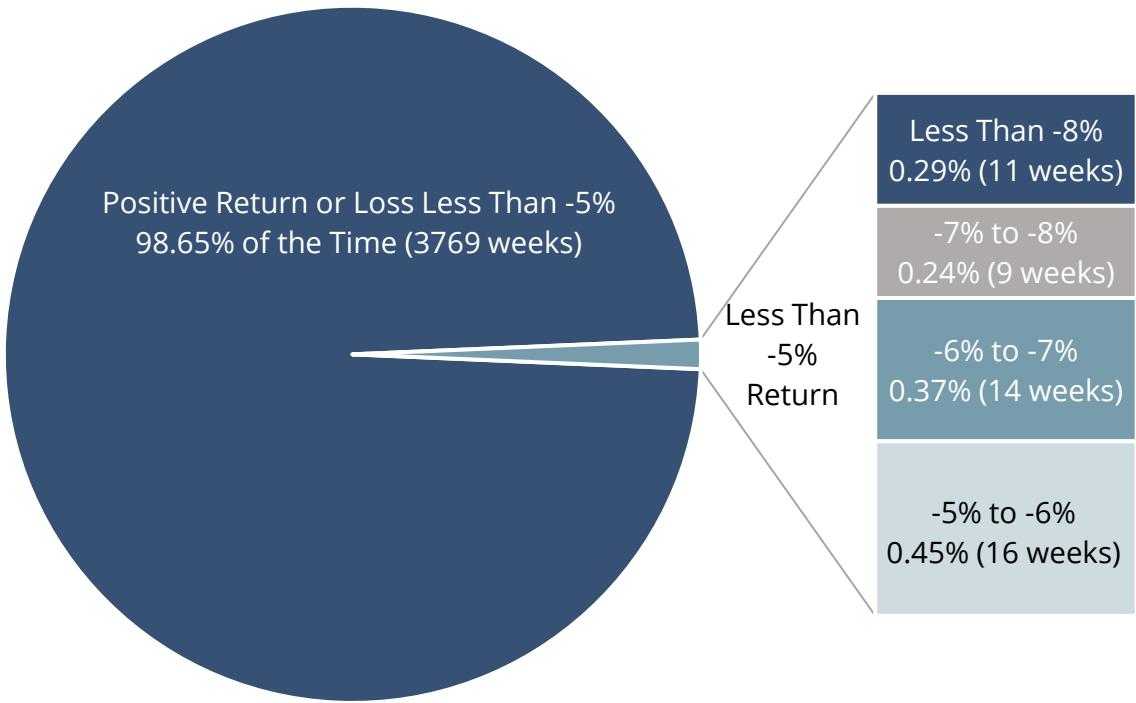 Positive Return or Loss Less Than -5%
98.65% of the Time (3769 weeks)
Less Than
-5%
Return
Less Than -8%
0.29% (11 weeks)
-7% to -8%
0.24% (9 weeks)
-6% to -7%
0.37% (14 weeks)
-5% to -6%
0.45% (16 weeks)